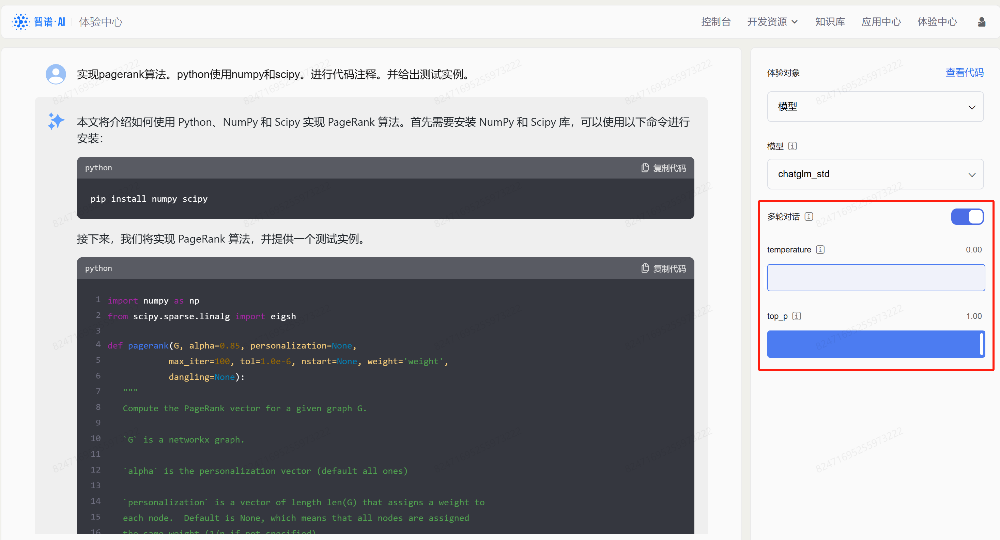 智谱·AI 体验中心 控制台 开发资源 知识库 应用中心 体验中心
实现pagerank算法。python使用numpy和scipy。进行代码注释。并给出测试实例。
本文将介绍如何使用 Python、NumPy 和 Scipy 实现 PageRank 算法。首先需要安装 NumPy 和 Scipy 库，可以使用以下命令进行
安装：
python 复制代码
pip install numpy scipy
接下来，我们将实现 PageRank 算法，并提供一个测试实例。
python 复制代码
1 import numpy as np
2 from scipy.sparse.linalg import eigsh
3
4 def pagerank(G, alpha=0.85, personalization=None,
5 max_iter=100, tol=1.0e-6, nstart=None, weight='weight',
6 dangling=None):
7 """
8 Compute the PageRank vector for a given graph G.
9
10 `G` is a networkx graph.
11
12 `alpha` is the personalization vector (default all ones)
13
14 `personalization` is a vector of length len(G) that assigns a weight to
15 each node.  Default is None, which means that all nodes are assigned
16 the same weight (1/n if not specified)
体验对象 查看代码
模型
模型
chatglm_std
多轮对话
temperature 0.00
top_p 1.00
824716952559​73222